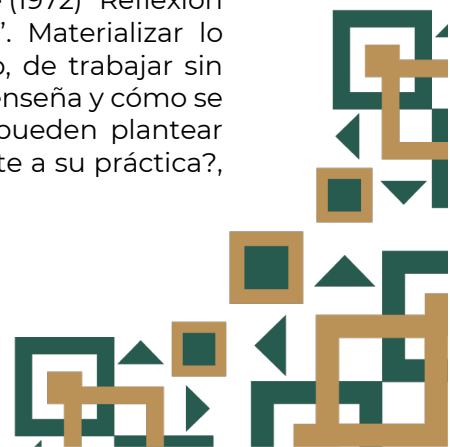 (1972) “Reflexión
”. Materializar lo
, de trabajar sin
enseña y cómo se
pueden plantear
te a su práctica?,